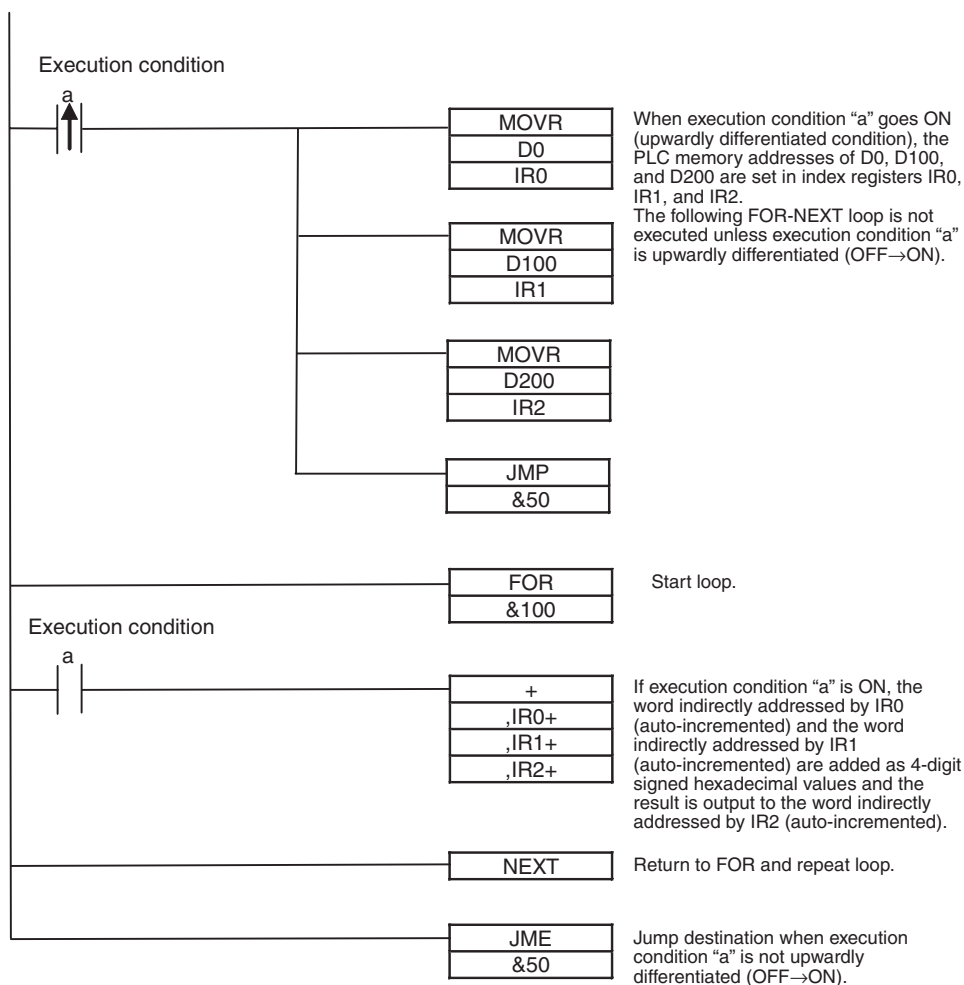 Execution condition
a
MOVR
D0
IR0
When execution condition “a” goes ON
(upwardly differentiated condition), the
PLC memory addresses of D0, D100,
and D200 are set in index registers IR0,
IR1, and IR2.
The following FOR-NEXT loop is not
executed unless execution condition “a”
is upwardly differentiated (OFF→ON).
MOVR
D100
IR1
MOVR
D200
IR2
JMP
&50
FOR
&100
Start loop.
Execution condition
a
+
,IR0+
,IR1+
,IR2+
If execution condition “a” is ON, the
word indirectly addressed by IR0
(auto-incremented) and the word
indirectly addressed by IR1
(auto-incremented) are added as 4-digit
signed hexadecimal values and the
result is output to the word indirectly
addressed by IR2 (auto-incremented).
NEXT
Return to FOR and repeat loop.
JME
&50
Jump destination when execution
condition “a” is not upwardly
differentiated (OFF→ON).